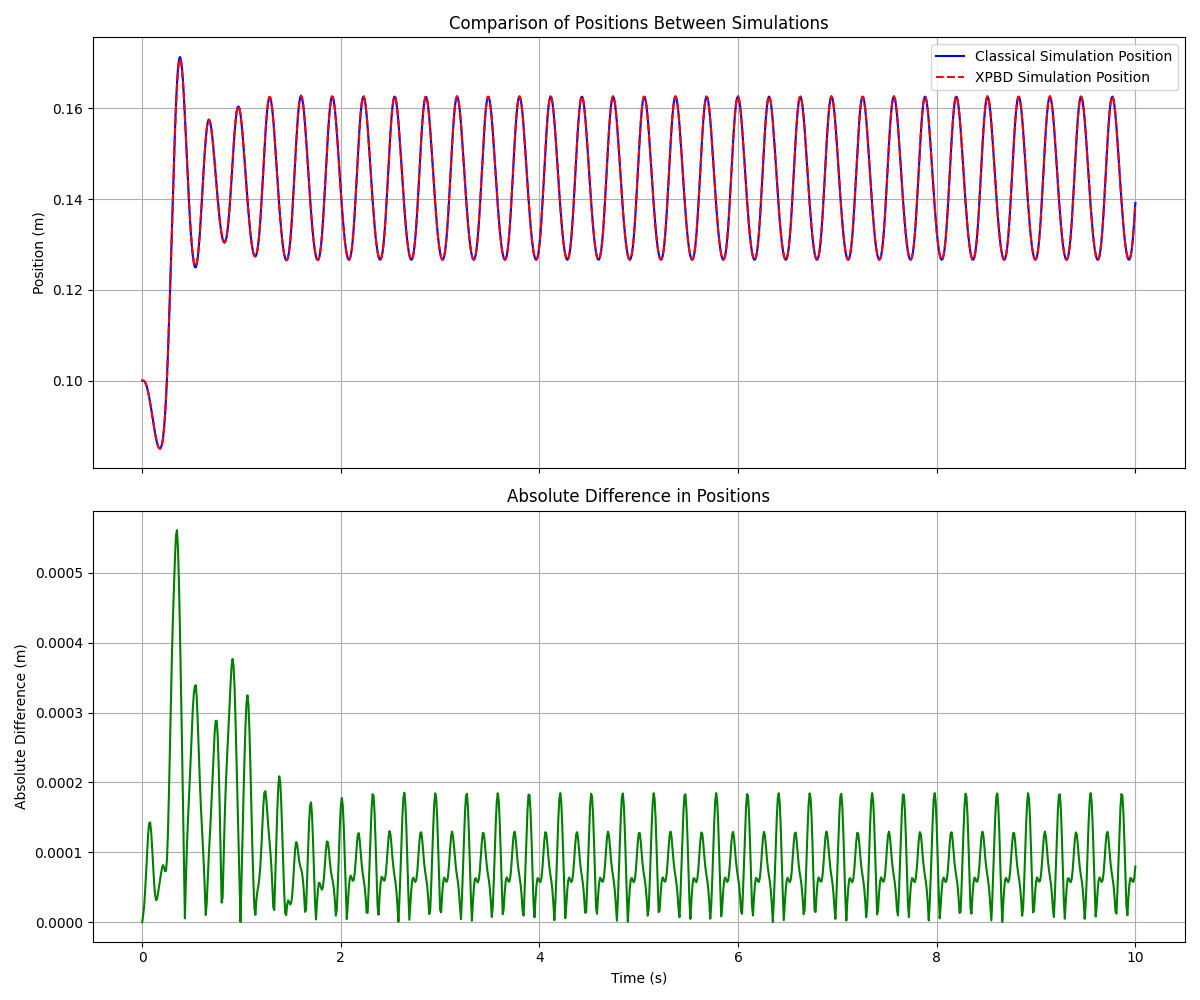 Comparison of Positions Between Simulations
Classical Simulation Position
XPBD Simulation Position
Position (m)
0.16
0.14
0.12
0.10
Absolute Difference in Positions
Absolute Difference (m)
0.0005
0.0004
0.0003
0.0002
0.0001
0.0000
0 2 4 6 8 10
Time (s)